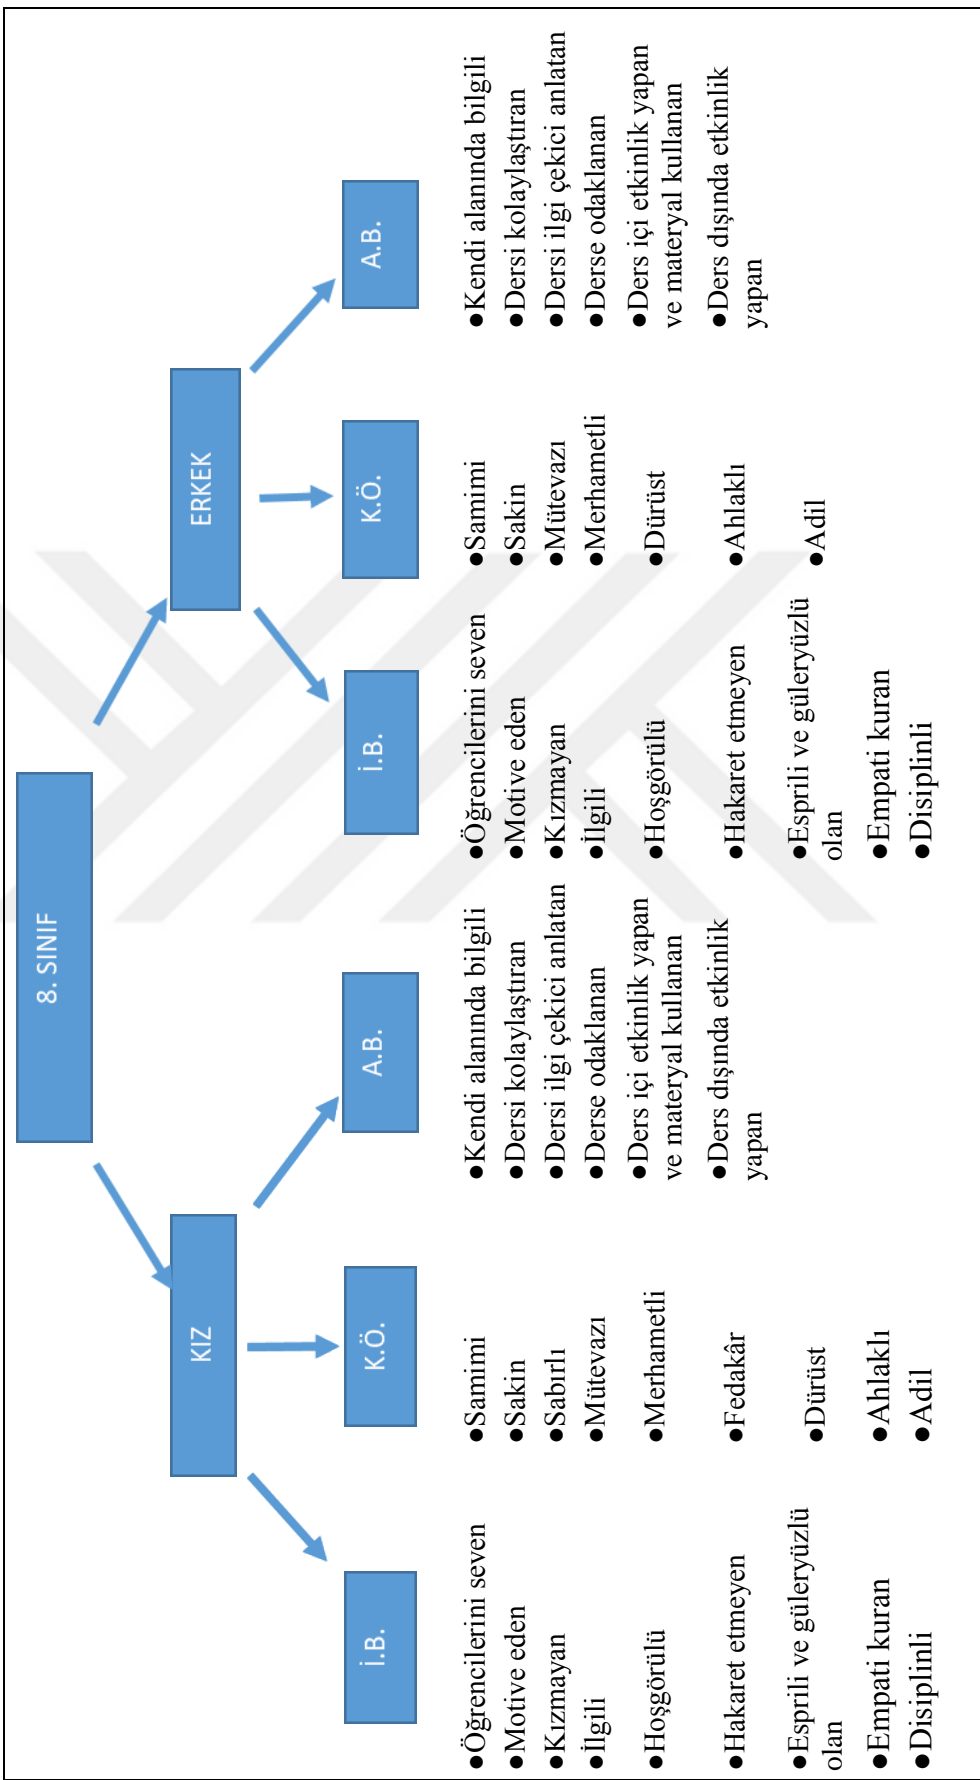 8. SINIF
KIZ
ERKEK
İ.B.
K.Ö.
A.B.
İ.B.
K.Ö.
A.B.
●Öğrencilerini seven
●Motive eden
●Kızmayan
●İlgili
●Hoşgörülü
●Hakaret etmeyen
●Esprili ve güleryüzlü
olan
●Empati kuran
●Disiplinli
●Samimi
●Sakin
●Sabırlı
●Mütevazı
●Merhametli
●Fedakâr
●Dürüst
●Ahlaklı
●Adil
●Kendi alanında bilgili
●Dersi kolaylaştıran
●Dersi ilgi çekici anlatan
●Derse odaklanan
●Ders içi etkinlik yapan
ve materyal kullanan
●Ders dışında etkinlik
yapan
●Öğrencilerini seven
●Motive eden
●Kızmayan
●İlgili
●Hoşgörülü
●Hakaret etmeyen
●Esprili ve güleryüzlü
olan
●Empati kuran
●Disiplinli
●Samimi
●Sakin
●Mütevazı
●Merhametli
●Dürüst
●Ahlaklı
●Adil
●Kendi alanında bilgili
●Dersi kolaylaştıran
●Dersi ilgi çekici anlatan
●Derse odaklanan
●Ders içi etkinlik yapan
ve materyal kullanan
●Ders dışında etkinlik
yapan